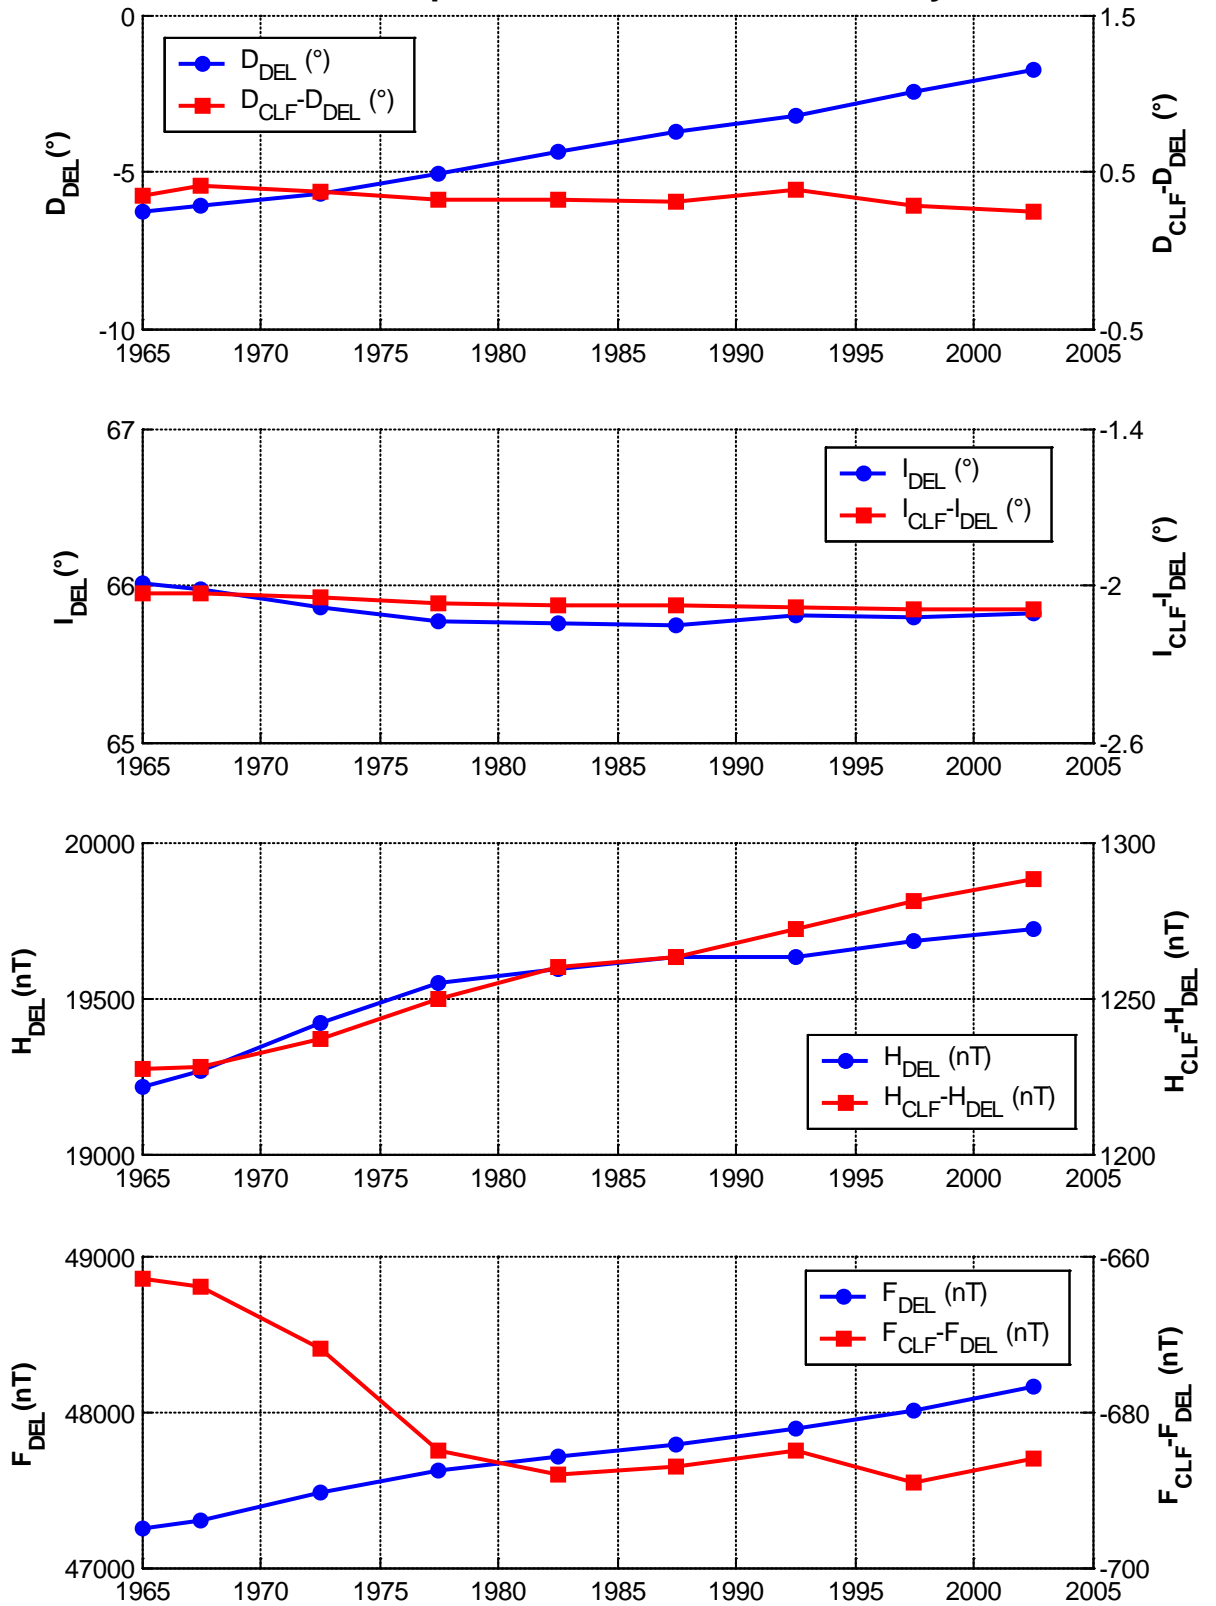 0
1.5
D_DEL (°)
D_CLF-D_DEL (°)
D_DEL(°)
-5
0.5
D_CLF-D_DEL (°)
-10
-0.5
1965 1970 1975 1980 1985 1990 1995 2000 2005
67
-1.4
I_DEL (°)
I_CLF-I_DEL (°)
I_DEL(°)
66
-2
I_CLF-I_DEL (°)
65
-2.6
1965 1970 1975 1980 1985 1990 1995 2000 2005
20000
1300
H_DEL(nT)
19500
1250
H_CLF-H_DEL (nT)
H_DEL (nT)
H_CLF-H_DEL (nT)
19000
1200
1965 1970 1975 1980 1985 1990 1995 2000 2005
49000
-660
F_DEL (nT)
F_CLF-F_DEL (nT)
F_DEL(nT)
48000
-680
F_CLF-F_DEL (nT)
47000
-700
1965 1970 1975 1980 1985 1990 1995 2000 2005